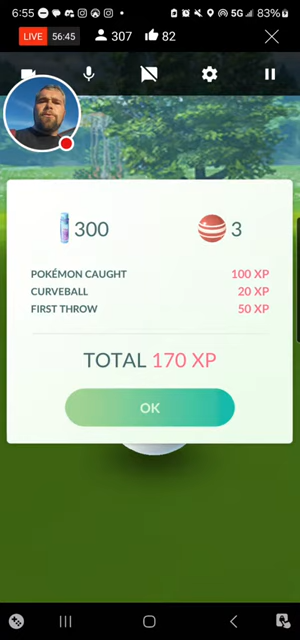 6:55 5G 83%
LIVE 56:45 307 82
300 3
POKÉMON CAUGHT 100 XP
CURVEBALL 20 XP
FIRST THROW 50 XP
TOTAL 170 XP
OK